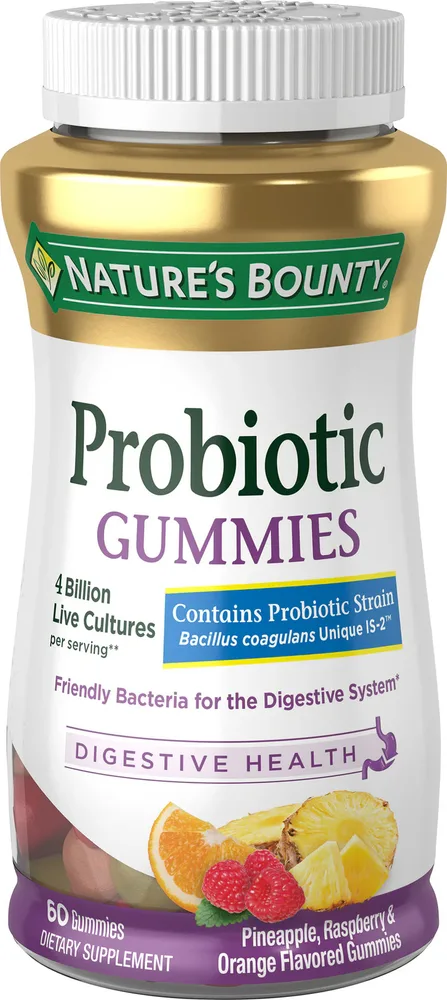 NATURE'S BOUNTY®
Probiotic
GUMMIES
4 Billion
Live Cultures
per serving**
Contains Probiotic Strain
Bacillus coagulans Unique IS-2™
Friendly Bacteria for the Digestive System*
DIGESTIVE HEALTH
60 Gummies
DIETARY SUPPLEMENT
Pineapple, Raspberry &
Orange Flavored Gummies